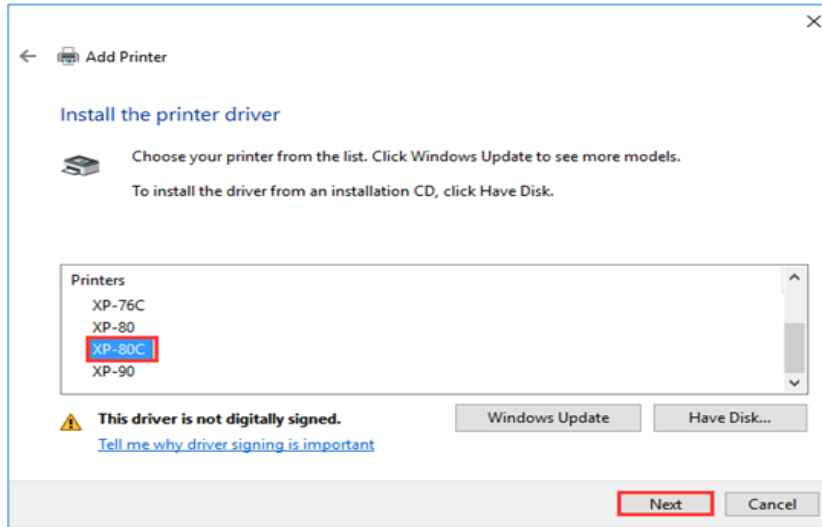 Add Printer
Install the printer driver
Choose your printer from the list. Click Windows Update to see more models.
To install the driver from an installation CD, click Have Disk.
Printers
XP-76C
XP-80
XP-80C
XP-90
This driver is not digitally signed.
Windows Update
Have Disk...
Tell me why driver signing is important
Next
Cancel